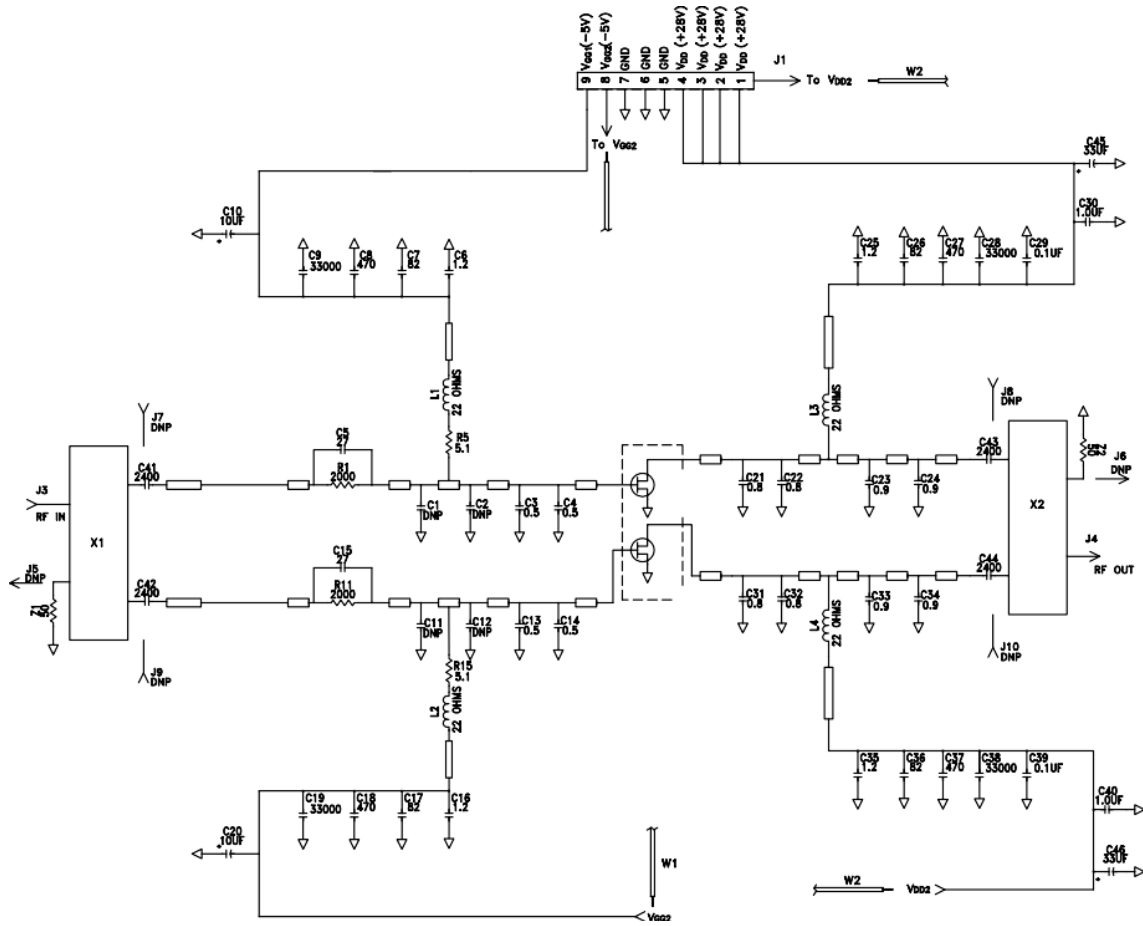 VGG1(-5V)
VGG2(-5V)
GND
GND
GND
VDD (+28V)
VDD (+28V)
VDD (+28V)
VDD (+28V)
9 8 7 6 5 4 3 2 1
J1
To VDD2
W2
To VGG2
C45
33UF
+
C10
10UF
+
C30
1.0UF
C9
33000
C8
470
C7
82
C6
1.2
C25
1.2
C26
82
C27
470
C28
33000
C29
0.1UF
L1
22 OHMS
L3
22 OHMS
R5
5.1
J7
DNP
J8
DNP
C5
27
R1
2000
C41
2400
C43
2400
50
J6
DNP
J3
RF IN
X1
C1
DNP
C2
DNP
C3
0.5
C4
0.5
C21
0.8
C22
0.8
C23
0.9
C24
0.9
X2
J4
RF OUT
J5
DNP
C15
27
R11
2000
C42
2400
C44
2400
50
C11
DNP
C12
DNP
C13
0.5
C14
0.5
C31
0.8
C32
0.8
C33
0.9
C34
0.9
J9
DNP
J10
DNP
R15
5.1
L2
22 OHMS
L4
22 OHMS
C19
33000
C18
470
C17
82
C16
1.2
C35
1.2
C36
82
C37
470
C38
33000
C39
0.1UF
C40
1.0UF
C20
10UF
+
C46
33UF
+
W1
W2
VDD2
VGG2